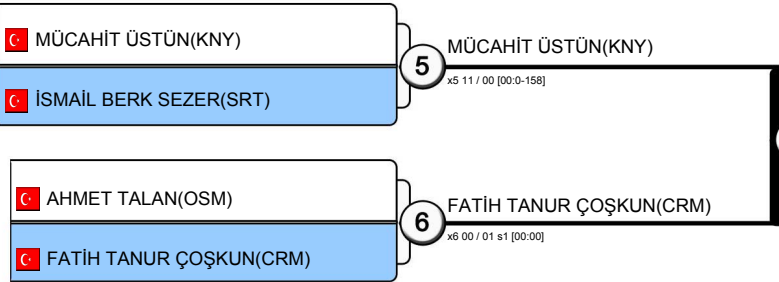 MÜCAHİT ÜSTÜN(KNY)
İSMAİL BERK SEZER(SRT)
5
MÜCAHİT ÜSTÜN(KNY)
x5 11 / 00 [00:0-158]
AHMET TALAN(OSM)
FATİH TANUR ÇOŞKUN(CRM)
6
FATİH TANUR ÇOŞKUN(CRM)
x6 00 / 01 s1 [00:00]